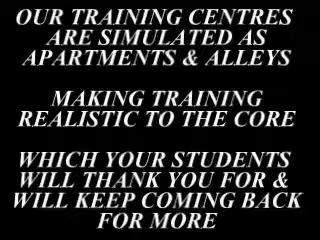 OUR TRAINING CENTRES
ARE SIMULATED AS
APARTMENTS & ALLEYS
MAKING TRAINING
REALISTIC TO THE CORE
WHICH YOUR STUDENTS
WILL THANK YOU FOR &
WILL KEEP COMING BACK
FOR MORE